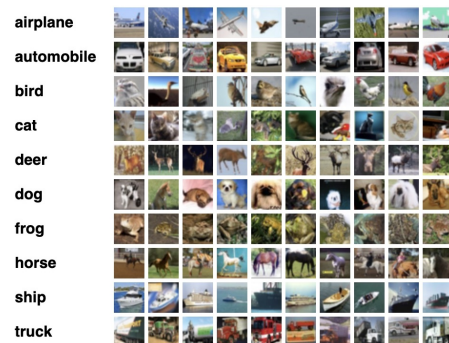 airplane
automobile
bird
cat
deer
dog
frog
horse
ship
truck